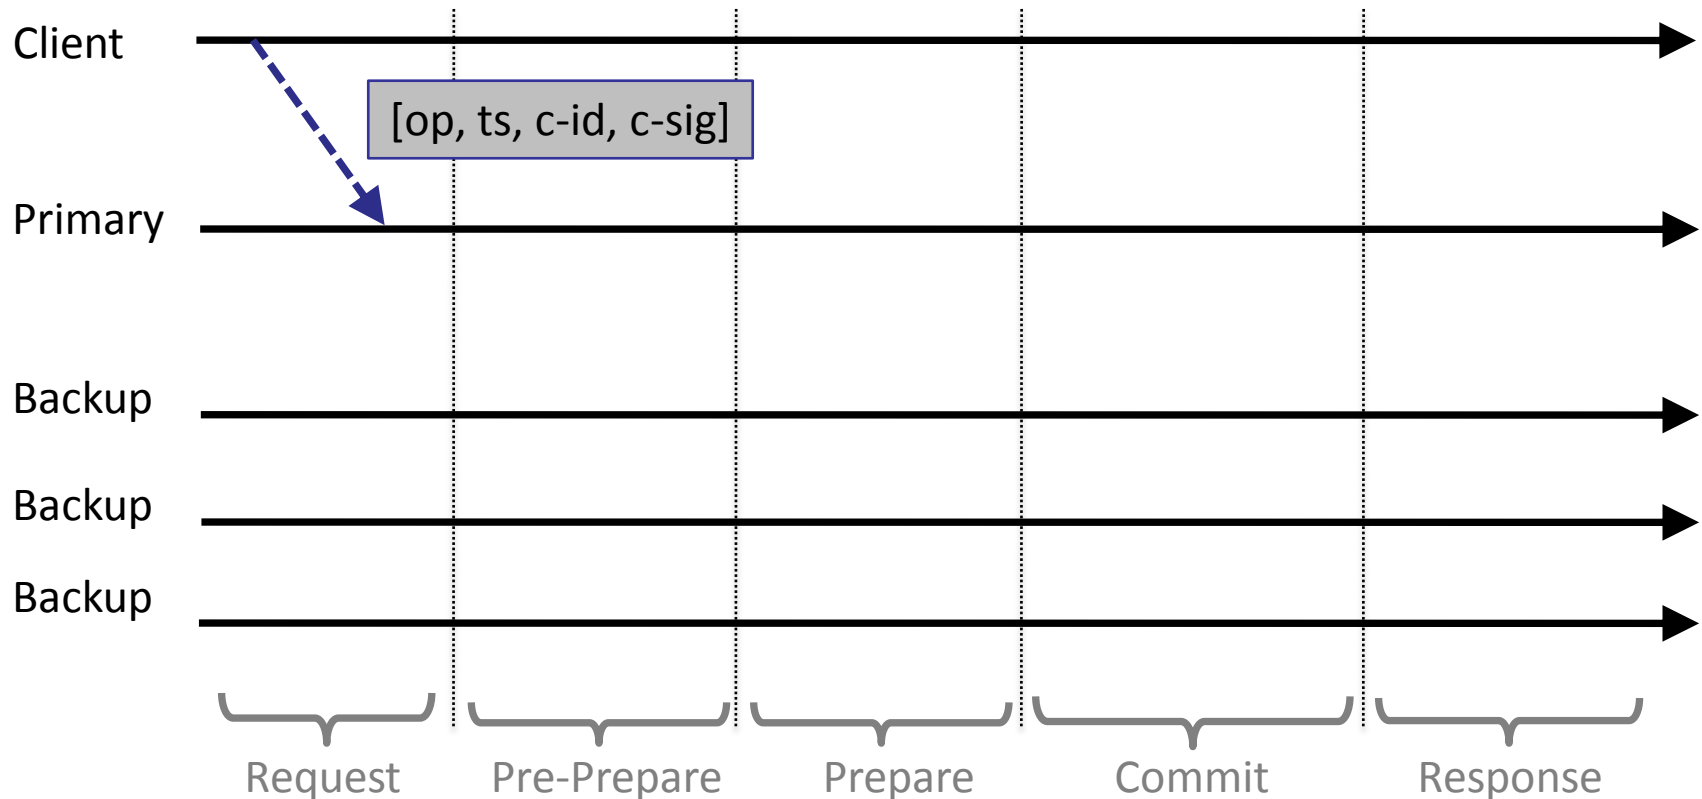 Client
[op, ts, c-id, c-sig]
Primary
Backup
Backup
Backup
Request
Pre-Prepare
Prepare
Commit
Response